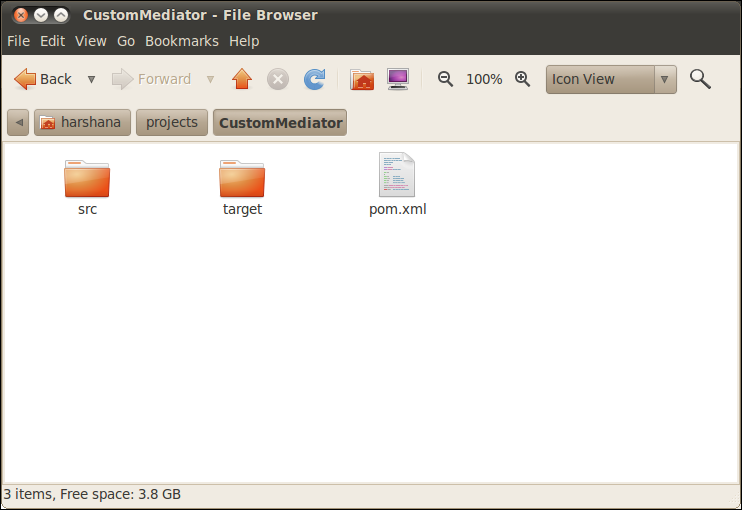 CustomMediator - File Browser
File Edit View Go Bookmarks Help
Back Forward 100% Icon View
harshana projects CustomMediator
src target pom.xml
3 items, Free space: 3.8 GB